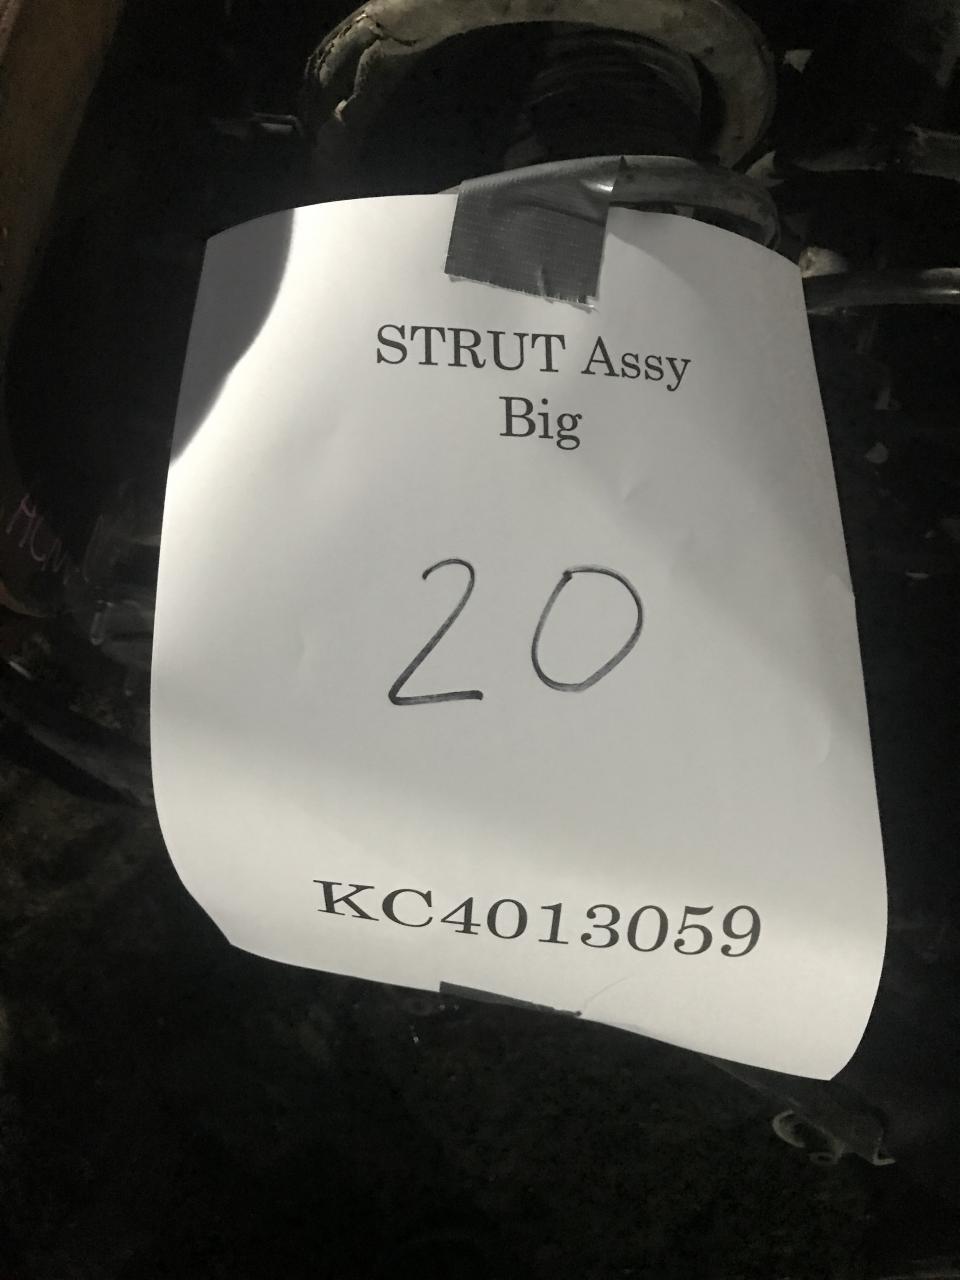 STRUT Assy
Big
20
KC4013059